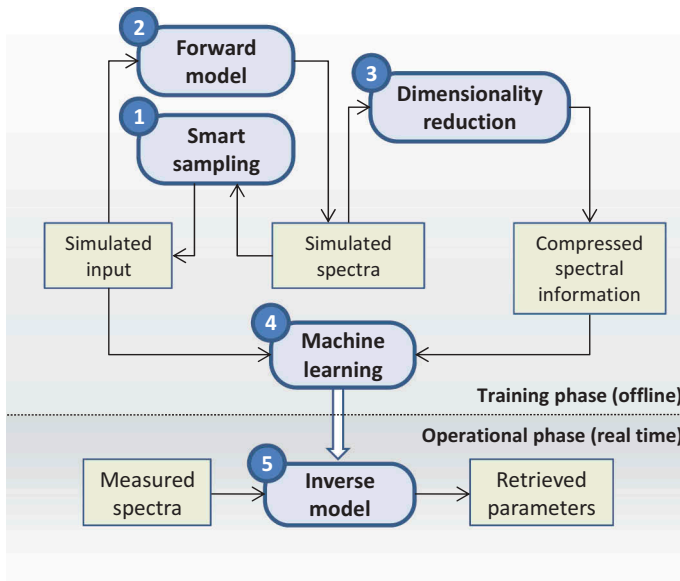 2
Forward
model
3
Dimensionality
reduction
1
Smart
sampling
Simulated
input
Simulated
spectra
Compressed
spectral
information
4
Machine
learning
Training phase (offline)
Operational phase (real time)
Measured
spectra
5
Inverse
model
Retrieved
parameters